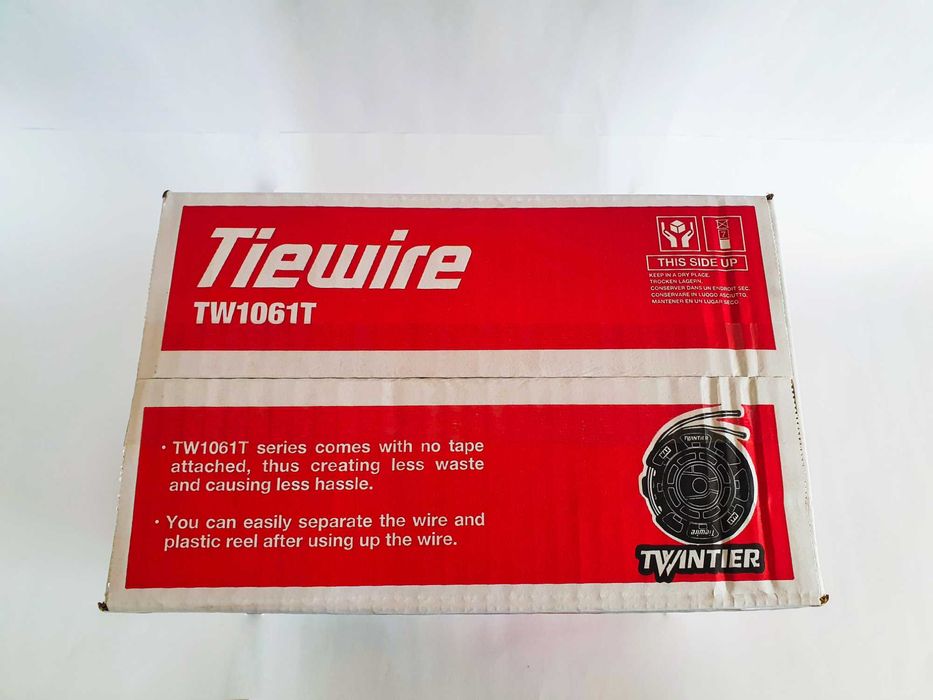 Tiewire
TW1061T
7
THIS SIDE UP
KEEP IN A DRY PLACE.
TROCKEN LAGERN.
CONSERVER DANS UN ENDROIT SEC.
CONSERVARE IN LUOGO ASCIUTTO.
MANTENER EN UN LUGAR SECO.
• TW1061T series comes with no tape
attached, thus creating less waste
and causing less hassle.
• You can easily separate the wire and
plastic reel after using up the wire.
TWINTIER
Tiewire
TWINTIER